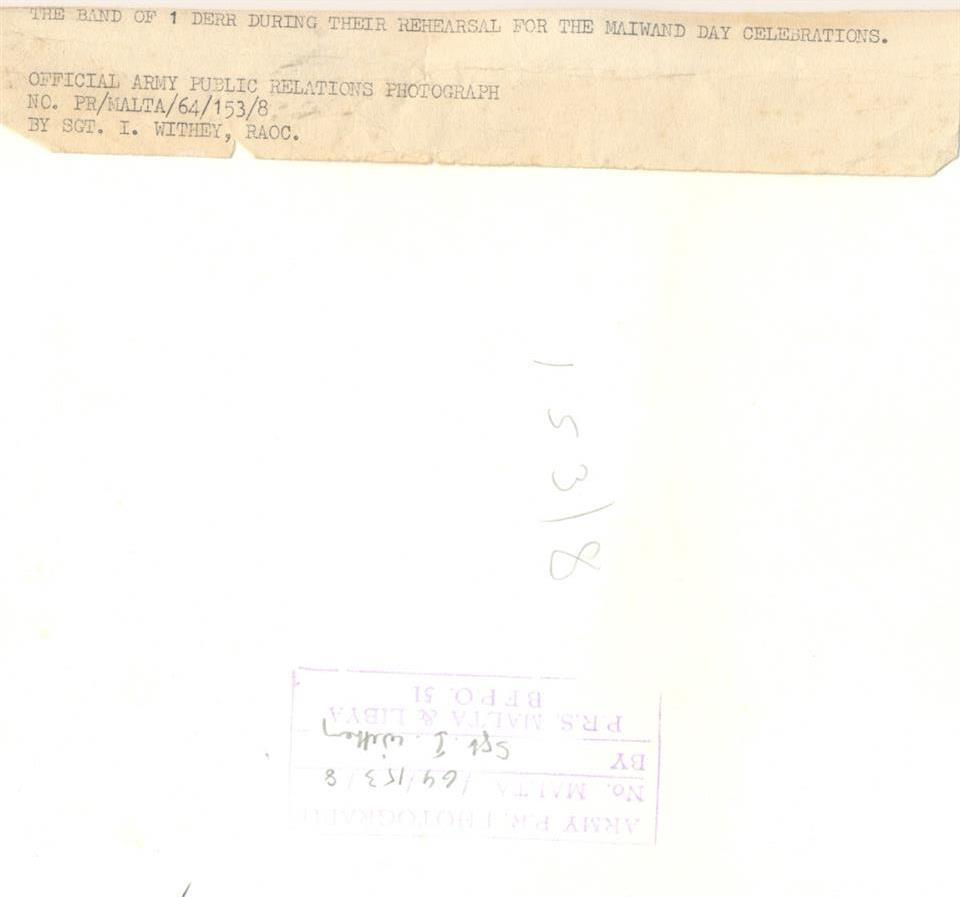 THE BAND OF 1 DERR DURING THEIR REHEARSAL FOR THE MAIWAND DAY CELEBRATIONS.
OFFICIAL ARMY PUBLIC RELATIONS PHOTOGRAPH
NO. PR/MALTA/64/153/8
BY SGT. I. WITHEY, RAOC.
153/8
ARMY P.R. PHOTOGRAPH
No. MALTA / 64/153/8
BY Sgt. I. Withey
P.R.S. MALTA & LIBYA
B F P O. 51